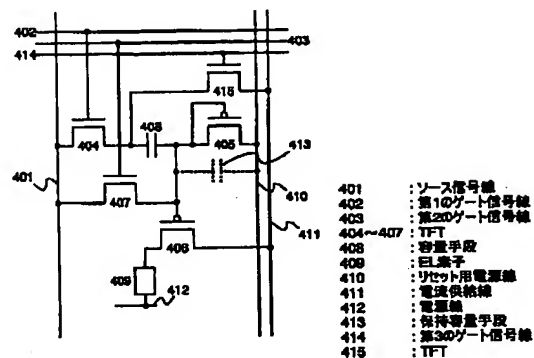 402
403
414
415
404
408
405
413
401
407
410
406
411
409
412
401 : ソース信号線
402 : 第1のゲート信号線
403 : 第2のゲート信号線
404～407 : TFT
408 : 容量手段
409 : EL素子
410 : リセット用電源線
411 : 電流供給線
412 : 電源線
413 : 保持容量手段
414 : 第3のゲート信号線
415 : TFT